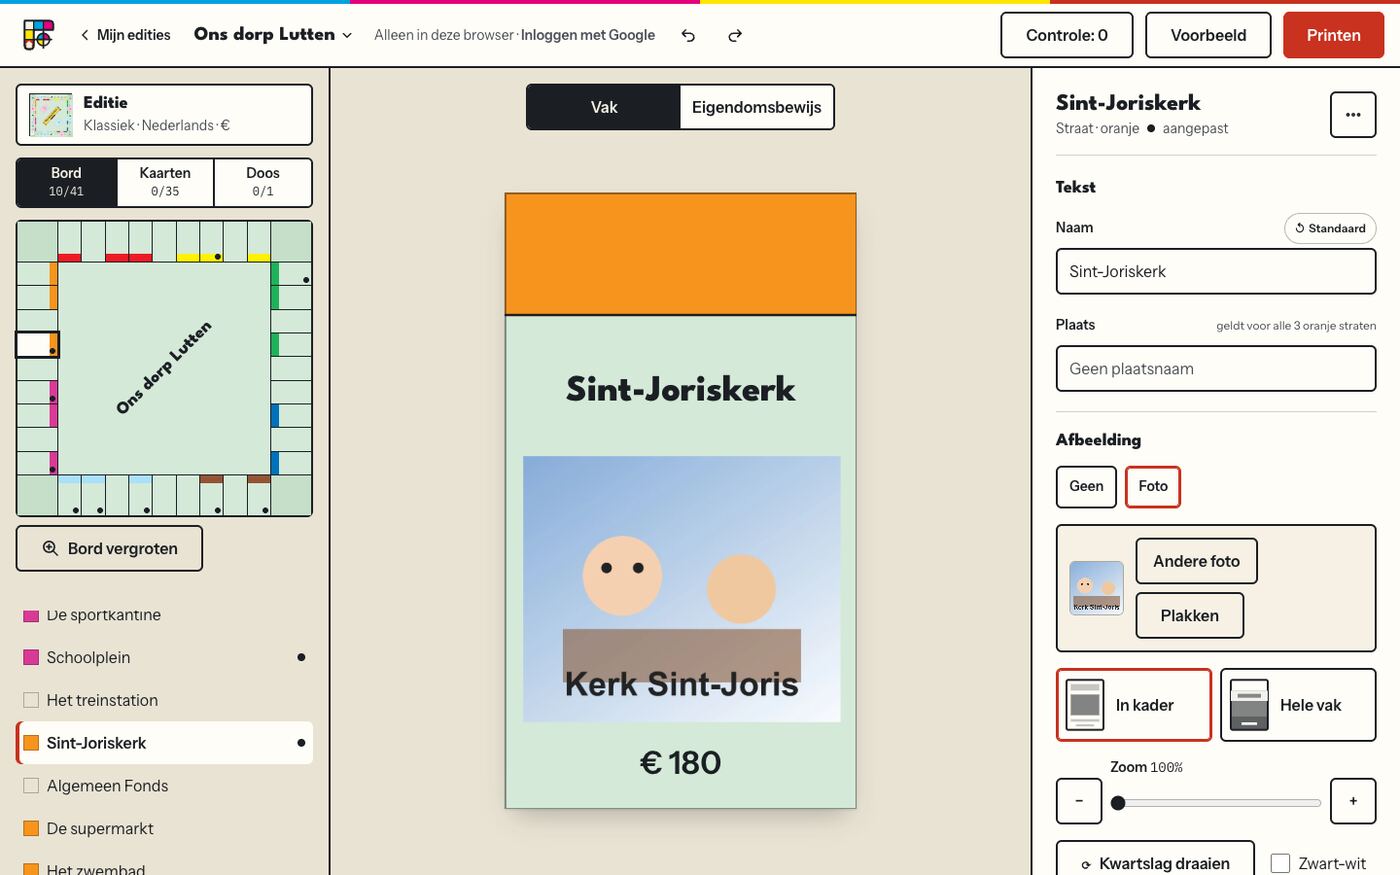 Mijn edities
Ons dorp Lutten
Alleen in deze browser · Inloggen met Google
Controle: 0
Voorbeeld
Printen
Editie
Klassiek · Nederlands · €
Bord
10/41
Kaarten
0/35
Doos
0/1
Ons dorp Lutten
Bord vergroten
De sportkantine
Schoolplein
Het treinstation
Sint-Joriskerk
Algemeen Fonds
De supermarkt
Het zwembad
Vak
Eigendomsbewijs
Sint-Joriskerk
Kerk Sint-Joris
€ 180
Sint-Joriskerk
Straat · oranje ● aangepast
Tekst
Naam
Standaard
Sint-Joriskerk
Plaats
geldt voor alle 3 oranje straten
Geen plaatsnaam
Afbeelding
Geen
Foto
Kerk Sint-Joris
Andere foto
Plakken
In kader
Hele vak
Zoom 100%
−
+
Kwartslag draaien
Zwart-wit